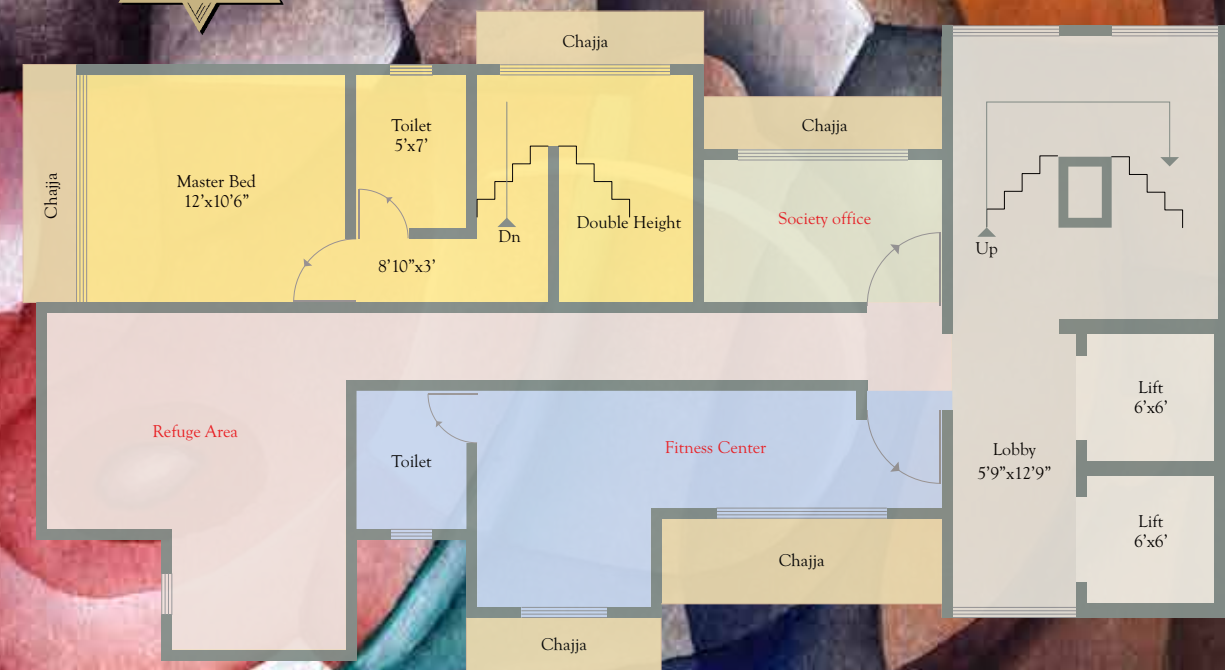 Chajja
Chajja
Master Bed
12'x10'6"
Toilet
5'x7'
Dn
Double Height
8'10"x3'
Chajja
Society office
Up
Refuge Area
Toilet
Fitness Center
Lobby
5'9"x12'9"
Lift
6'x6'
Lift
6'x6'
Chajja
Chajja